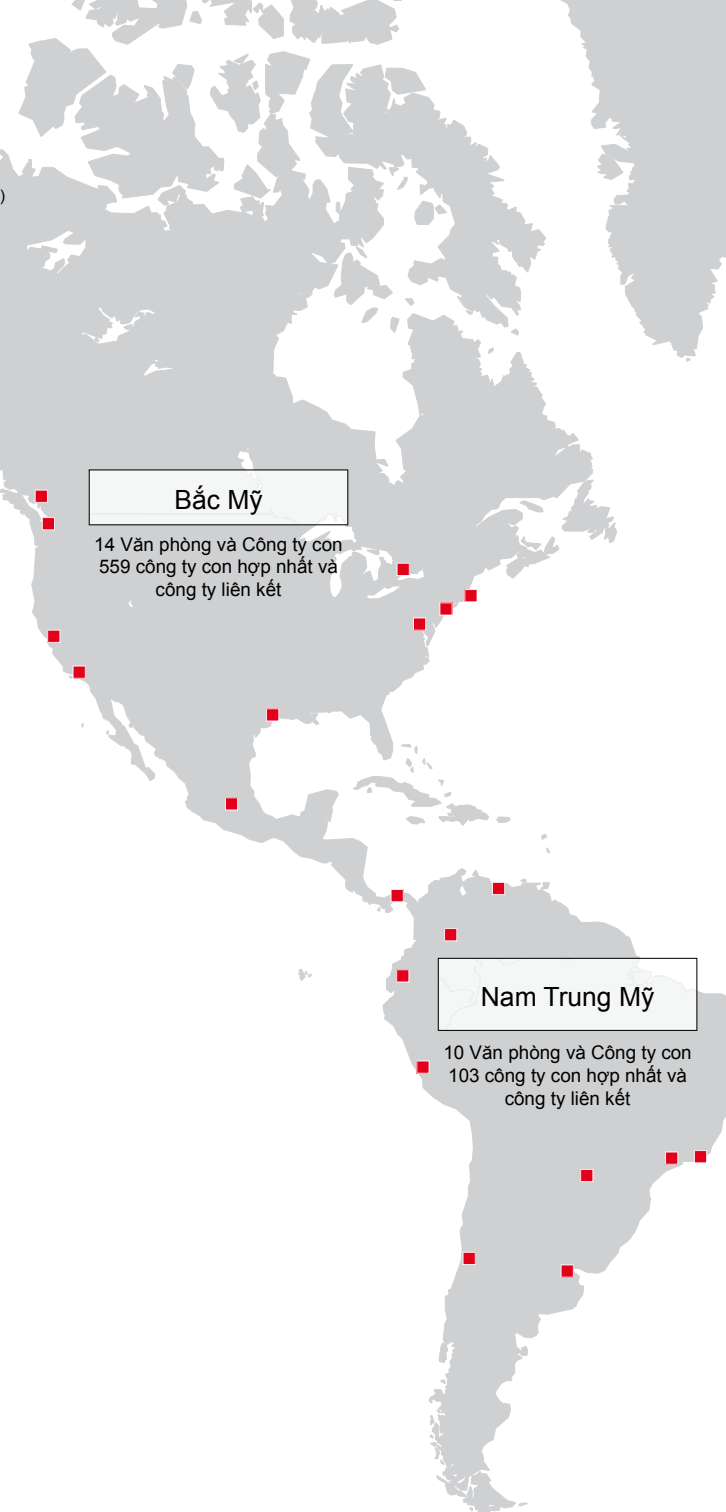 )
Bắc Mỹ
14 Văn phòng và Công ty con
559 công ty con hợp nhất và
công ty liên kết
Nam Trung Mỹ
10 Văn phòng và Công ty con
103 công ty con hợp nhất và
công ty liên kết